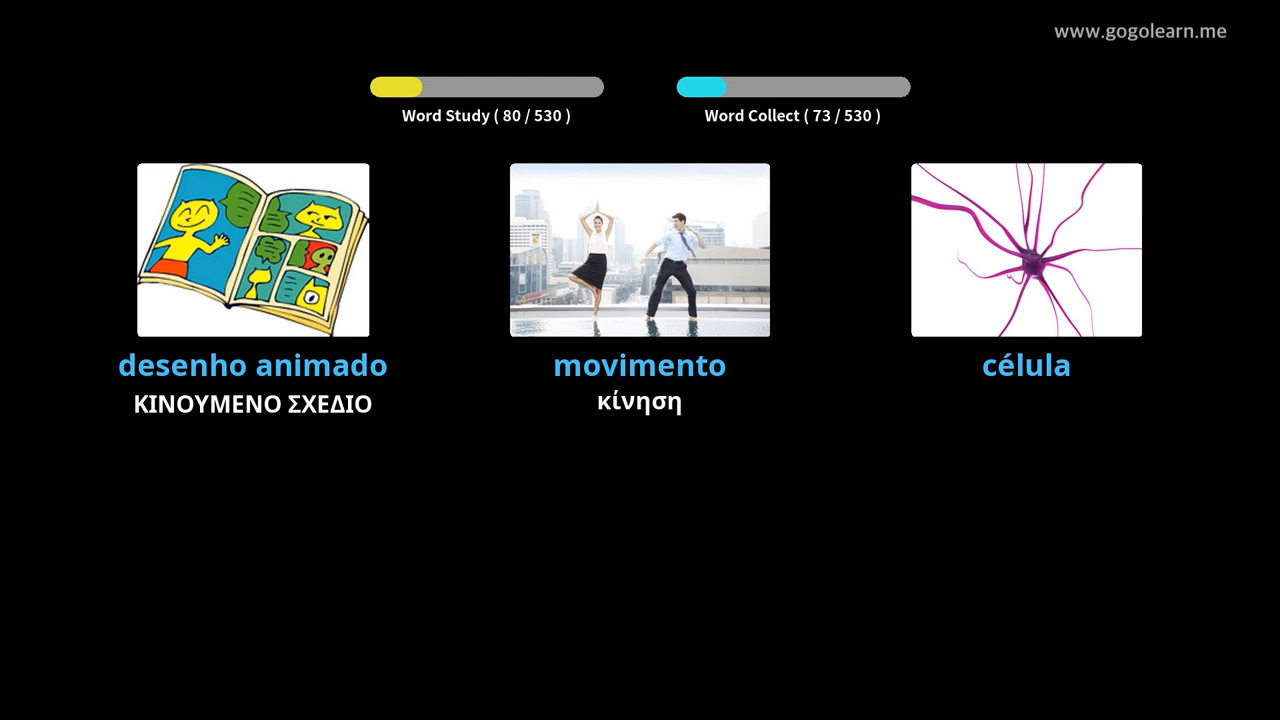 www.gogolearn.me
Word Study ( 80 / 530 )
Word Collect ( 73 / 530 )
desenho animado
ΚΙΝΟΥΜΕΝΟ ΣΧΕΔΙΟ
movimento
κίνηση
célula